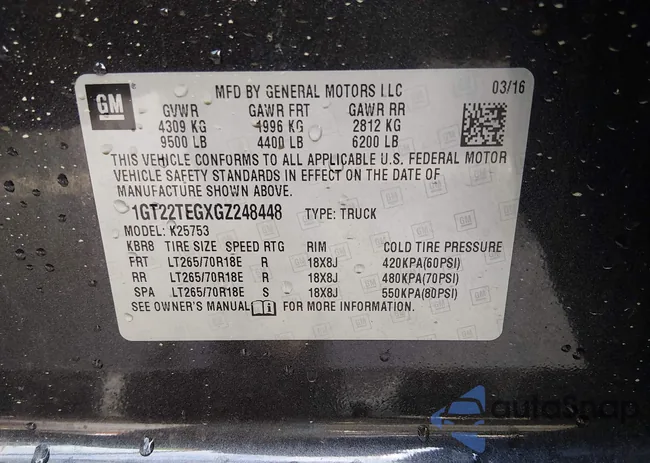 GM
MFD BY GENERAL MOTORS LLC 03/16
GVWR GAWR FRT GAWR RR
4309 KG 1996 KG 2812 KG
9500 LB 4400 LB 6200 LB
THIS VEHICLE CONFORMS TO ALL APPLICABLE U.S. FEDERAL MOTOR
VEHICLE SAFETY STANDARDS IN EFFECT ON THE DATE OF
MANUFACTURE SHOWN ABOVE.
1GT22TEGXGZ248448 TYPE: TRUCK
MODEL: K25753
KBR8 TIRE SIZE SPEED RTG RIM COLD TIRE PRESSURE
FRT LT265/70R18E R 18X8J 420KPA(60PSI)
RR LT265/70R18E R 18X8J 480KPA(70PSI)
SPA LT265/70R18E S 18X8J 550KPA(80PSI)
SEE OWNER'S MANUAL FOR MORE INFORMATION.
autoSnap